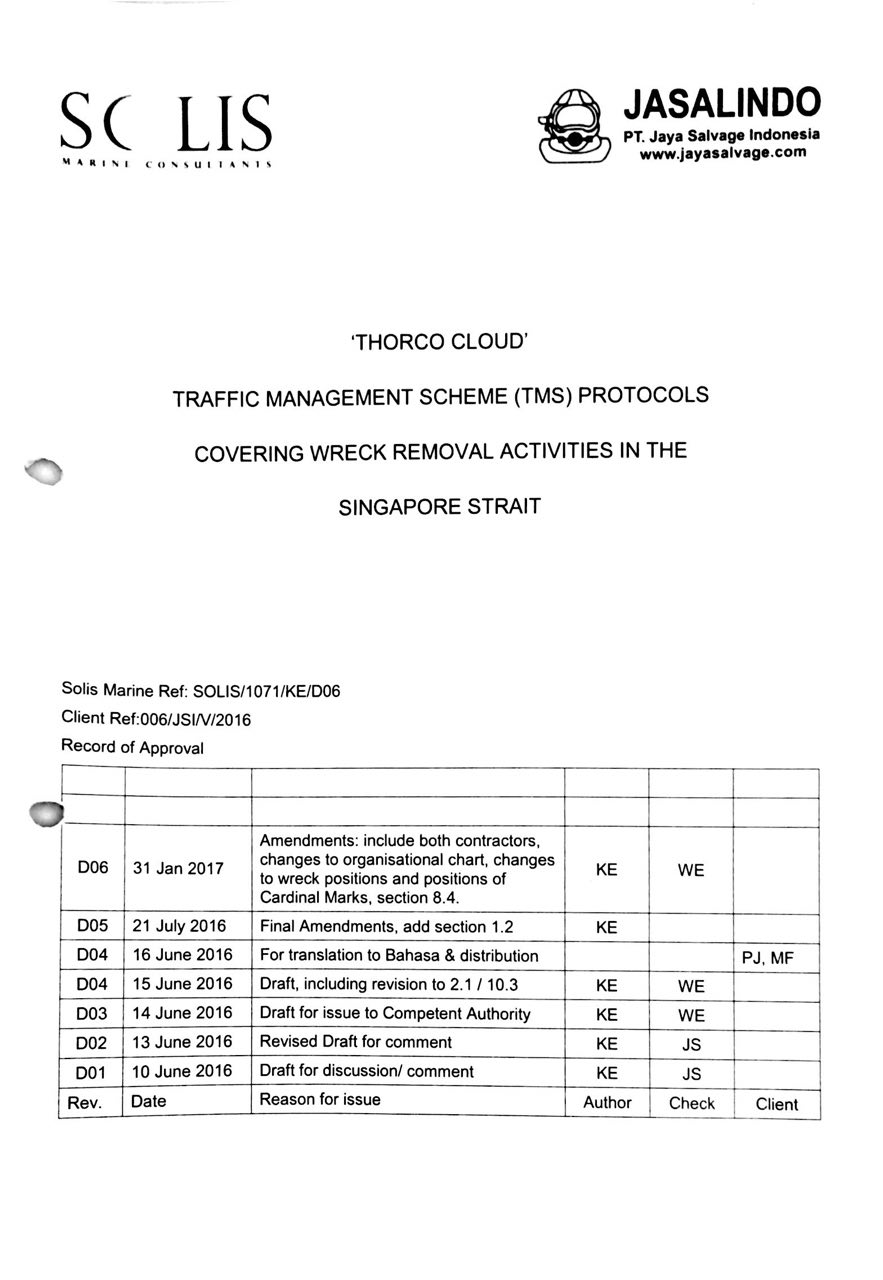 SOLIS
MARINE CONSULTANTS
JASALINDO
PT. Jaya Salvage Indonesia
www.jayasalvage.com
‘THORCO CLOUD’
TRAFFIC MANAGEMENT SCHEME (TMS) PROTOCOLS
COVERING WRECK REMOVAL ACTIVITIES IN THE
SINGAPORE STRAIT
Solis Marine Ref: SOLIS/1071/KE/D06
Client Ref:006/JSI/V/2016
Record of Approval
D06 31 Jan 2017 Amendments: include both contractors, KE WE
changes to organisational chart, changes
to wreck positions and positions of
Cardinal Marks, section 8.4.
D05 21 July 2016 Final Amendments, add section 1.2 KE
D04 16 June 2016 For translation to Bahasa & distribution PJ, MF
D04 15 June 2016 Draft, including revision to 2.1 / 10.3 KE WE
D03 14 June 2016 Draft for issue to Competent Authority KE WE
D02 13 June 2016 Revised Draft for comment KE JS
D01 10 June 2016 Draft for discussion/ comment KE JS
Rev. Date Reason for issue Author Check Client